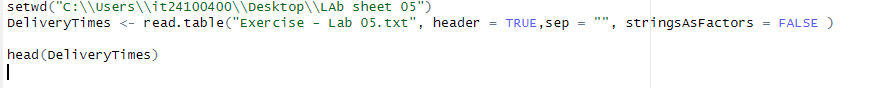 setwd("C:\\Users\\it24100400\\Desktop\\LAb sheet 05")
DeliveryTimes <- read.table("Exercise - Lab 05.txt", header = TRUE,sep = "", stringsAsFactors = FALSE )
head(DeliveryTimes)